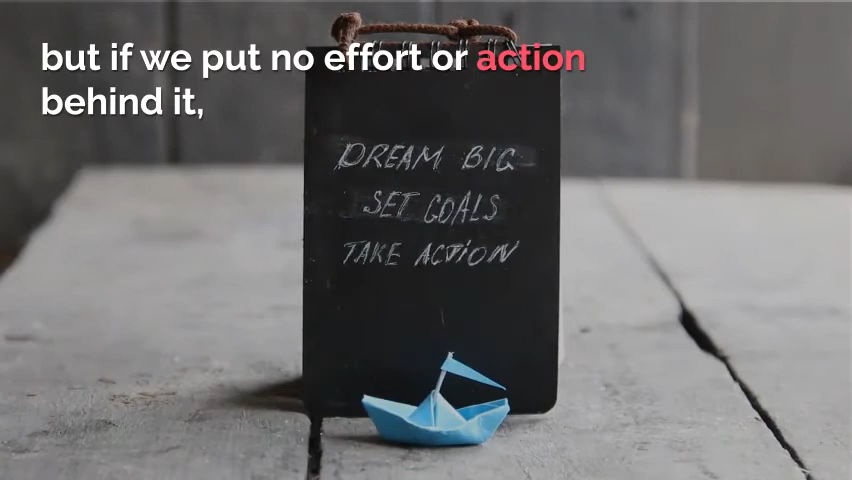 but if we put no effort or action
behind it,
DREAM BIG
SET GOALS
TAKE ACTION